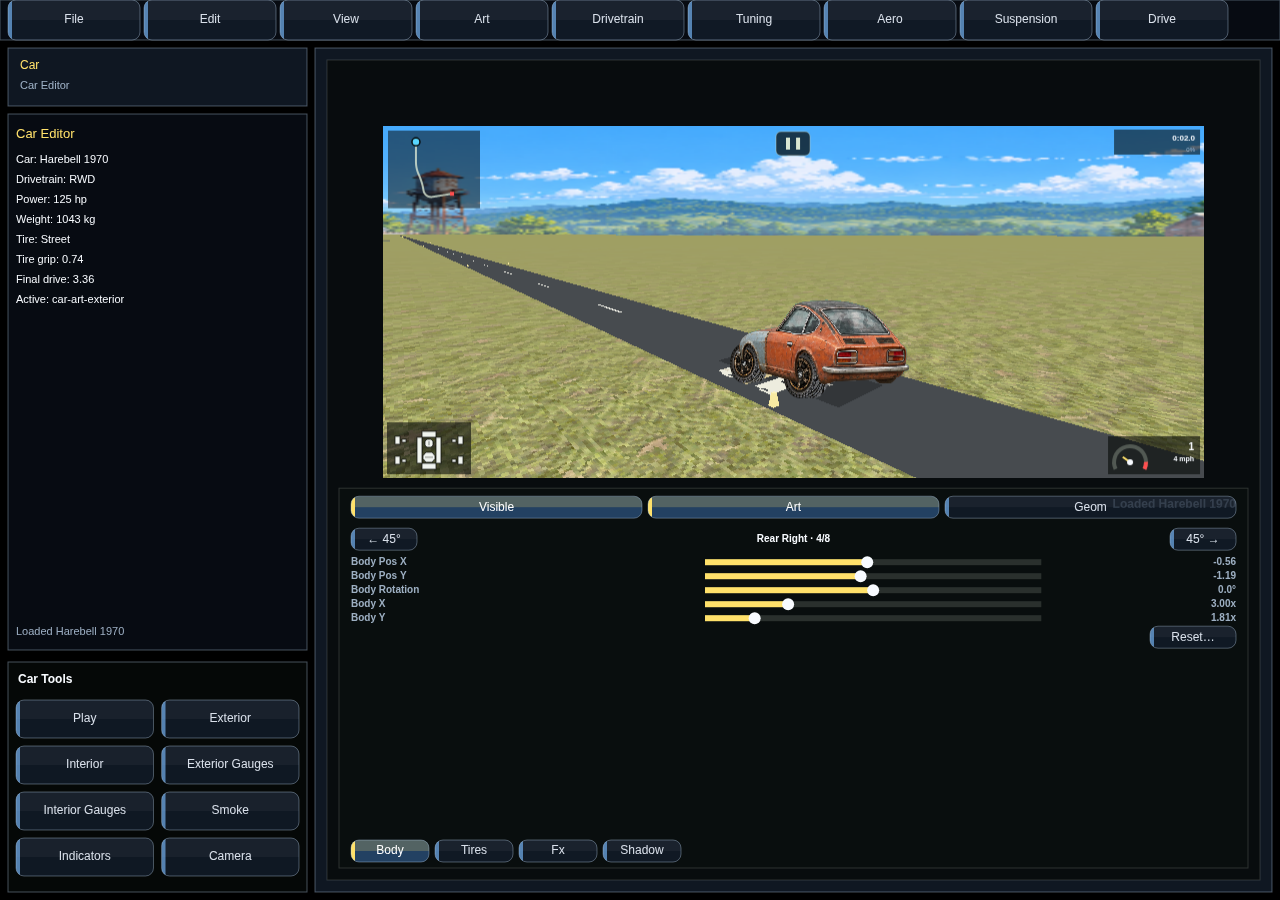 File Edit View Art Drivetrain Tuning Aero Suspension Drive
Car
Car Editor
Car Editor
Car: Harebell 1970
Drivetrain: RWD
Power: 125 hp
Weight: 1043 kg
Tire: Street
Tire grip: 0.74
Final drive: 3.36
Active: car-art-exterior
Loaded Harebell 1970
Car Tools
Play Exterior
Interior Exterior Gauges
Interior Gauges Smoke
Indicators Camera
0:02.0
1
4 mph
Visible Art Geom Loaded Harebell 1970
← 45° Rear Right · 4/8 45° →
Body Pos X -0.56
Body Pos Y -1.19
Body Rotation 0.0°
Body X 3.00x
Body Y 1.81x
Reset…
Body Tires Fx Shadow